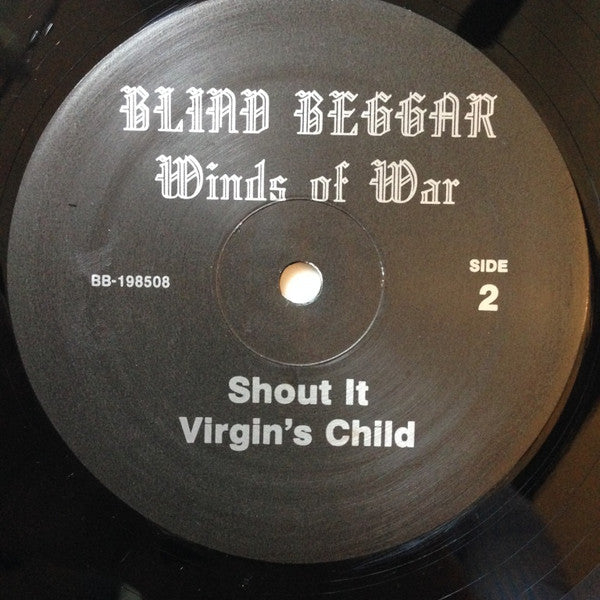 BLIND BEGGAR
Winds of War
BB-198508
SIDE
2
Shout It
Virgin's Child